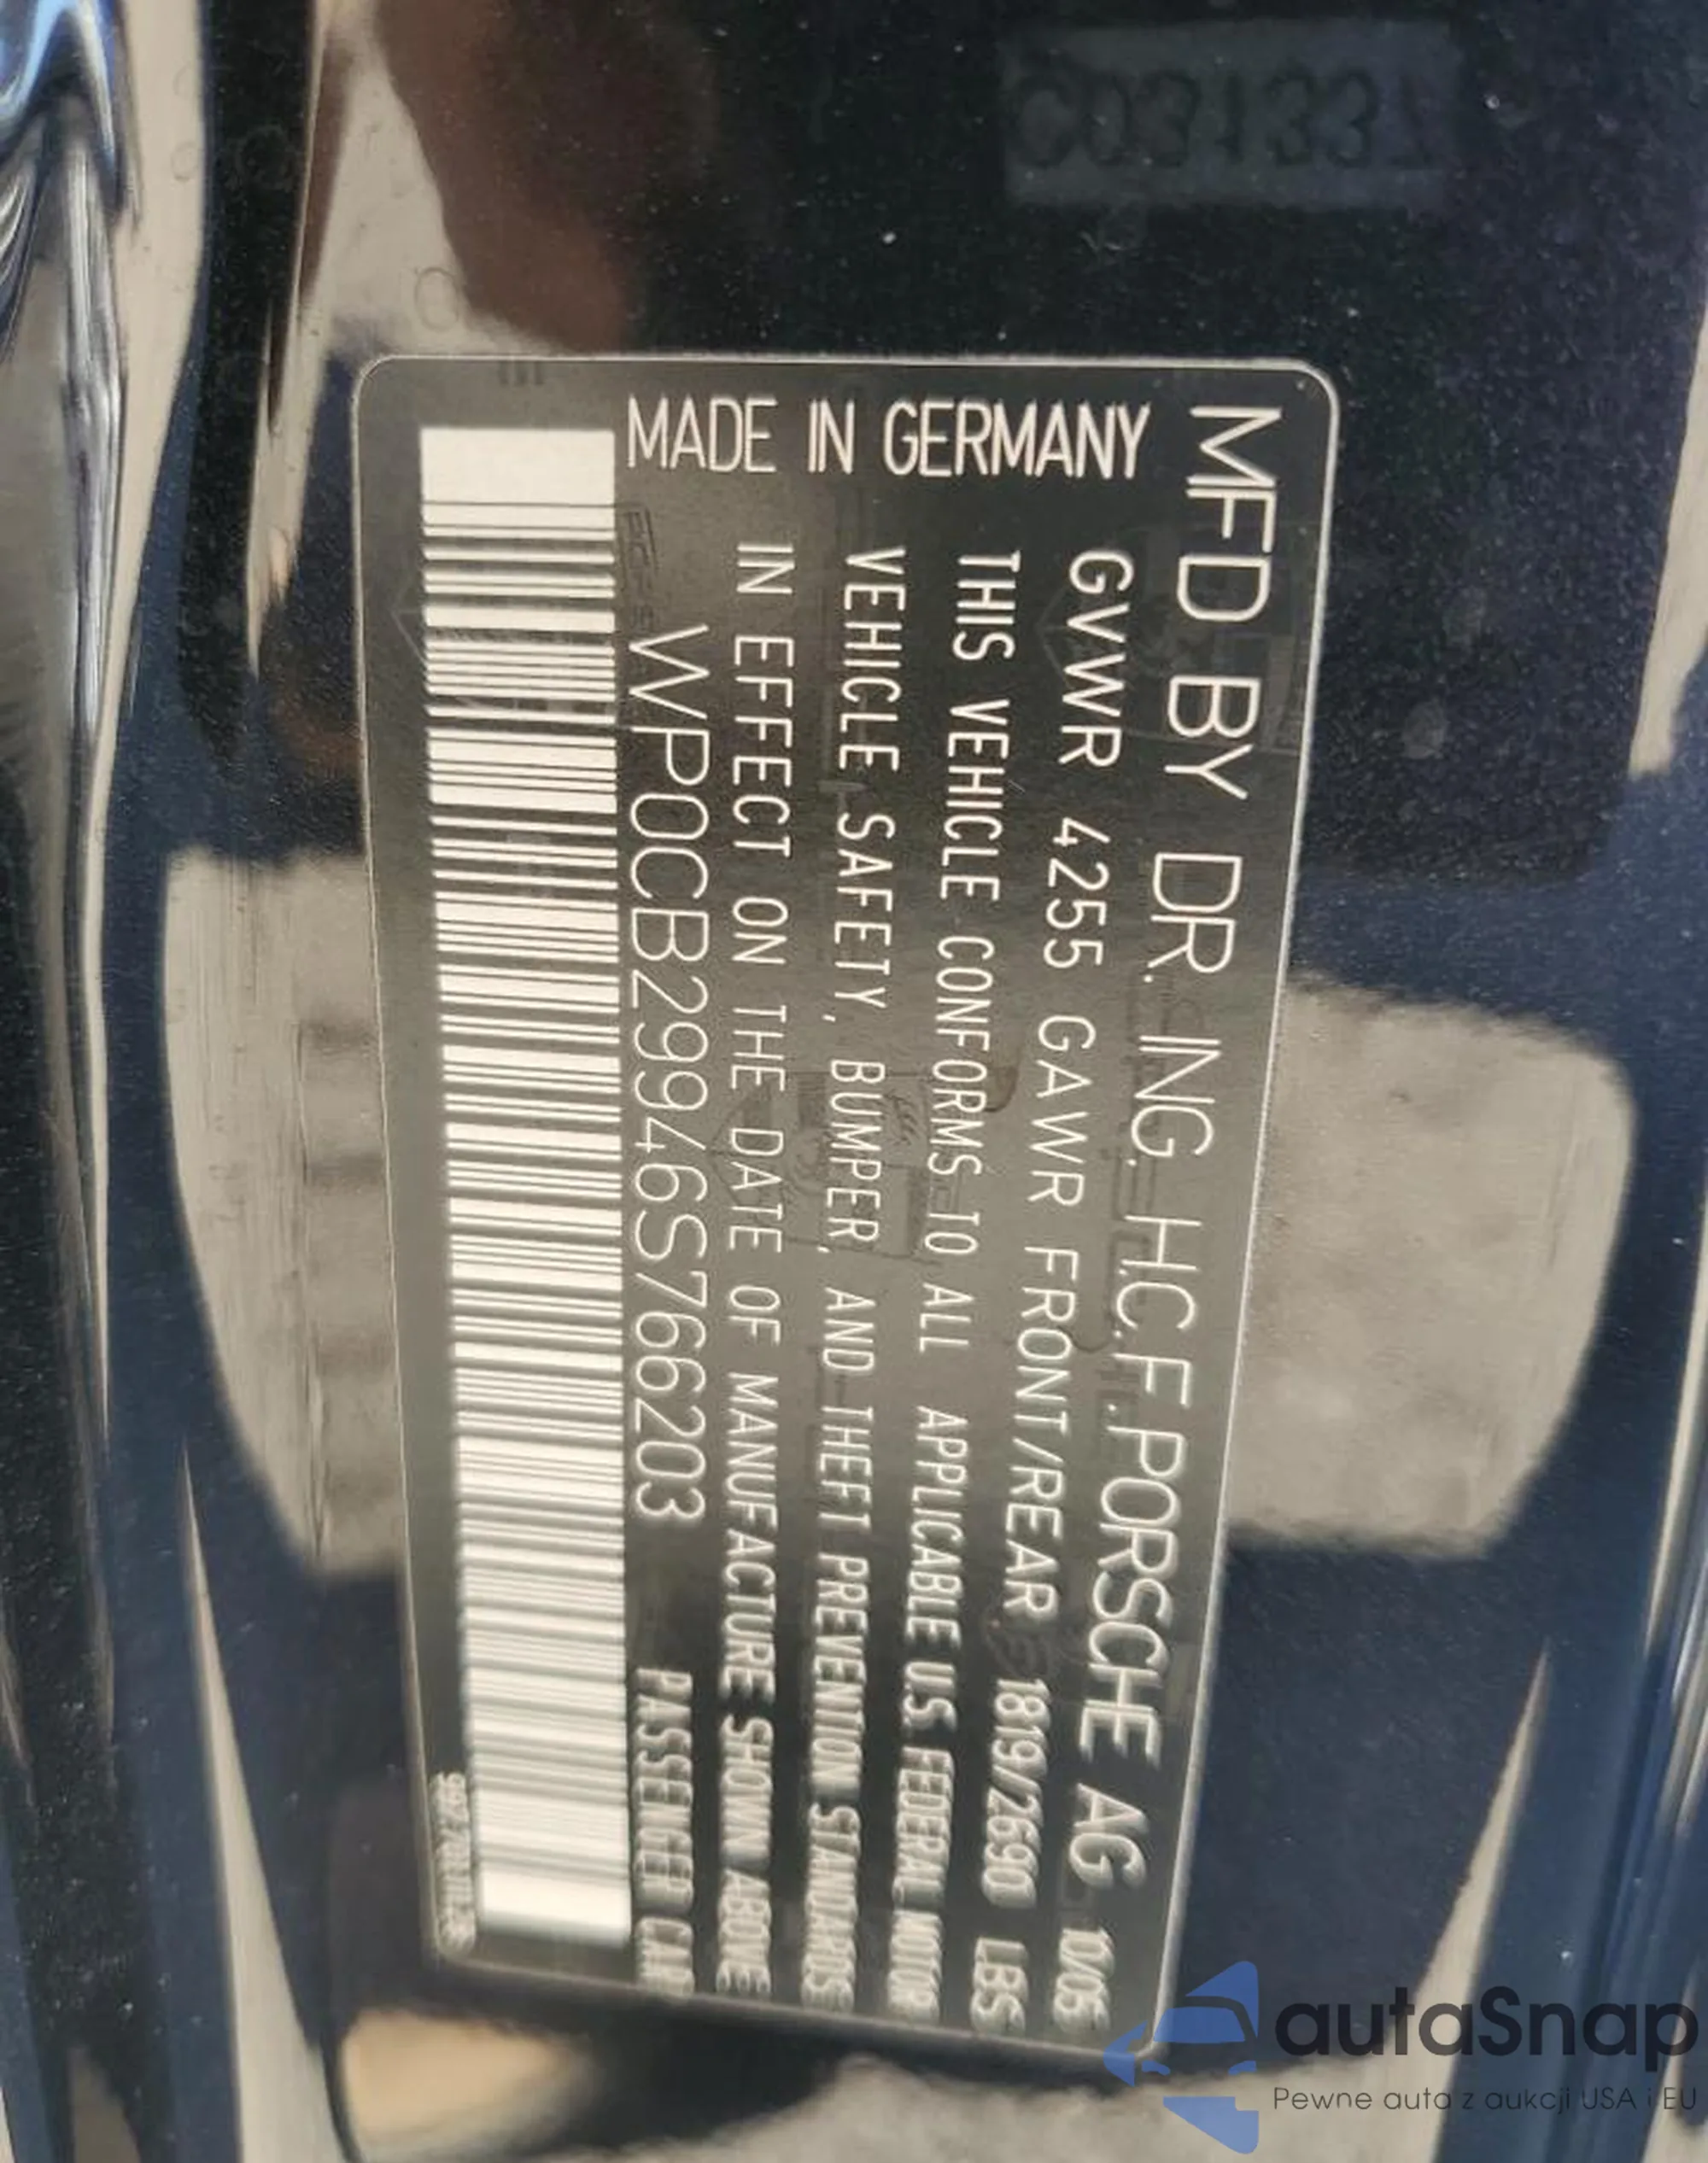 C031337
MFD BY DR. ING. H.C.F. PORSCHE AG 10/05
GVWR 4255 GAWR FRONT/REAR 1819/2690 LBS
THIS VEHICLE CONFORMS TO ALL APPLICABLE U.S. FEDERAL MOTOR
VEHICLE SAFETY, BUMPER, AND THEFT PREVENTION STANDARDS
IN EFFECT ON THE DATE OF MANUFACTURE SHOWN ABOVE
MADE IN GERMANY
WP0CB29946S766203 PASSENGER CAR
autaSnap
Pewne auta z aukcji USA i EU